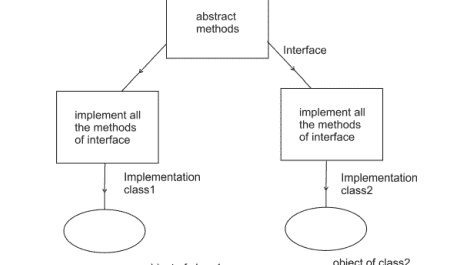 abstract
methods
Interface
implement all
the methods
of interface
implement all
the methods
of interface
Implementation
class1
Implementation
class2
object of class2